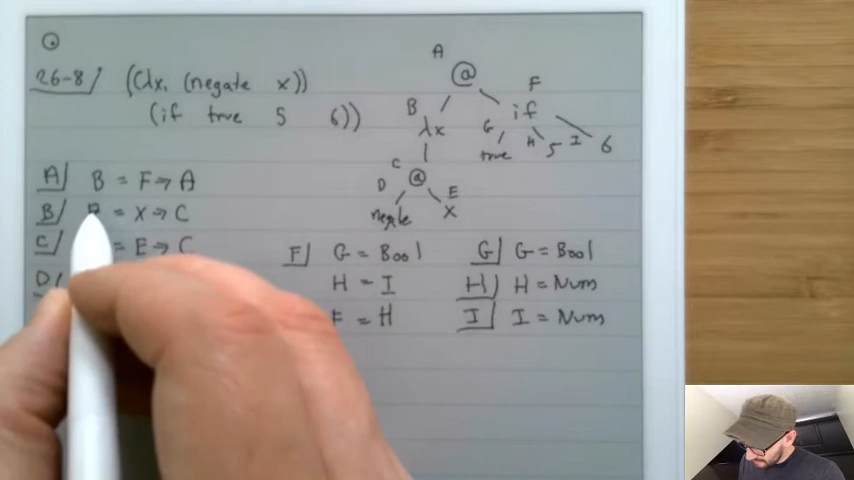 26-8/ ((λx. (negate x))
(if true 5 6))
A @
B λx
F if
G true H 5 I 6
C @
D negate E x
A/ B = F → A
B/ = X → C
C/ = E → C
D/
F/ G = Bool
H = I
F = H
G/ G = Bool
H/ H = Num
I/ I = Num